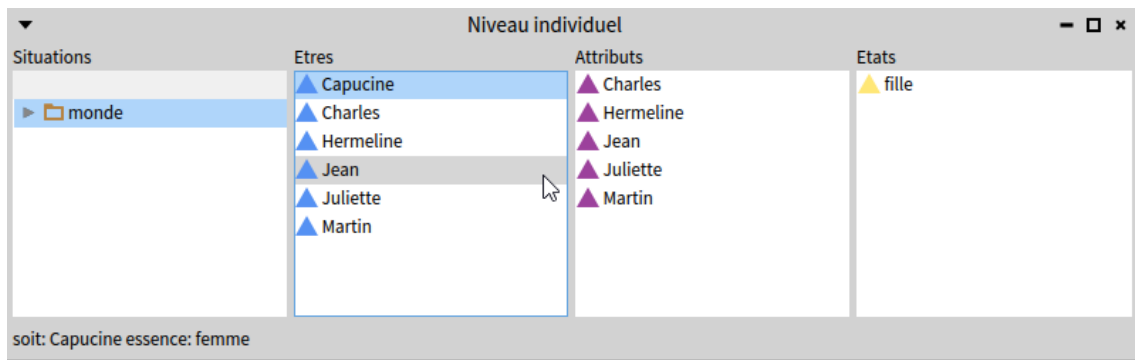 Niveau individuel
Situations
monde
Etres
Capucine
Charles
Hermeline
Jean
Juliette
Martin
Attributs
Charles
Hermeline
Jean
Juliette
Martin
Etats
fille
soit: Capucine essence: femme